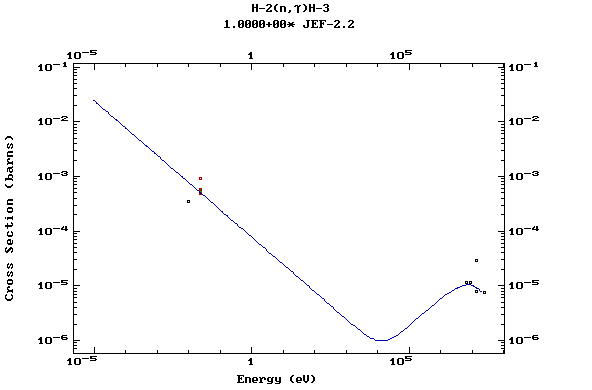 H-2(n,γ)H-3
1.0000+00* JEF-2.2
10⁻⁵ 1 10⁵
10⁻¹ 10⁻¹
10⁻² 10⁻²
10⁻³ 10⁻³
10⁻⁴ 10⁻⁴
10⁻⁵ 10⁻⁵
10⁻⁶ 10⁻⁶
10⁻⁵ 1 10⁵
Cross Section (barns)
Energy (eV)